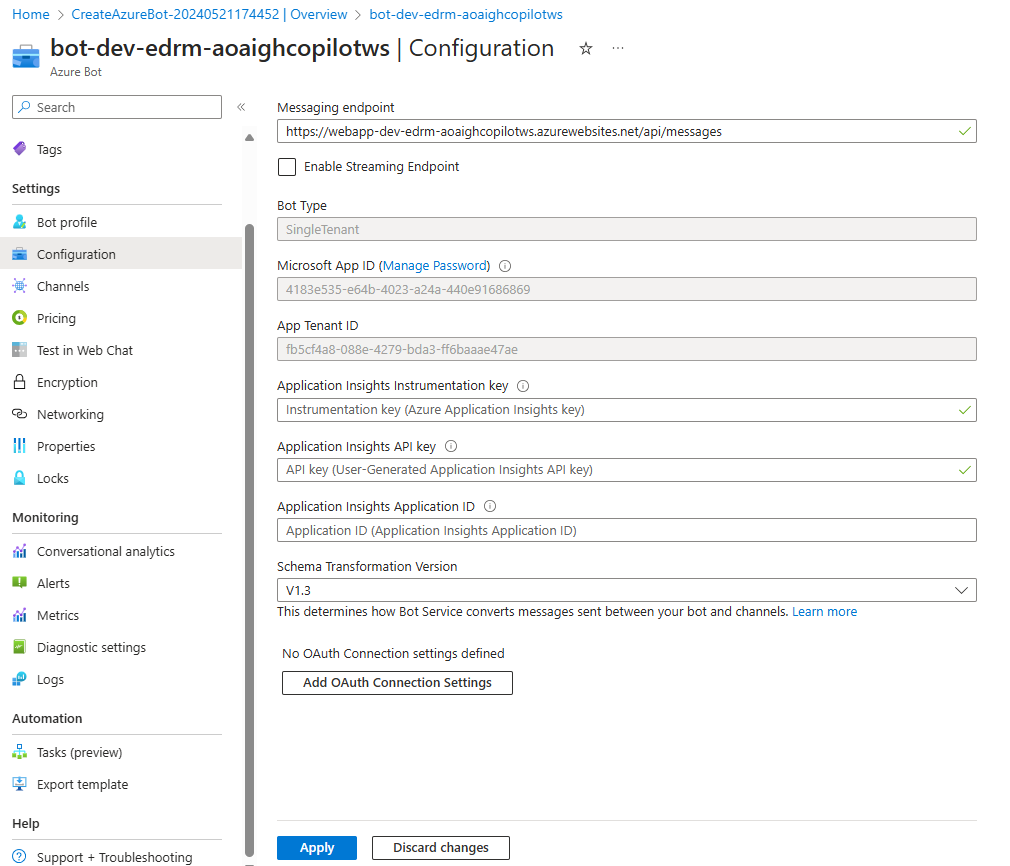 Home > CreateAzureBot-20240521174452 | Overview > bot-dev-edrm-aoaighcopilotws
bot-dev-edrm-aoaighcopilotws | Configuration
Azure Bot
Search
Tags
Settings
Bot profile
Configuration
Channels
Pricing
Test in Web Chat
Encryption
Networking
Properties
Locks
Monitoring
Conversational analytics
Alerts
Metrics
Diagnostic settings
Logs
Automation
Tasks (preview)
Export template
Help
Support + Troubleshooting
Messaging endpoint
https://webapp-dev-edrm-aoaighcopilotws.azurewebsites.net/api/messages
Enable Streaming Endpoint
Bot Type
SingleTenant
Microsoft App ID (Manage Password)
4183e535-e64b-4023-a24a-440e91686869
App Tenant ID
fb5cf4a8-088e-4279-bda3-ff6baaae47ae
Application Insights Instrumentation key
Instrumentation key (Azure Application Insights key)
Application Insights API key
API key (User-Generated Application Insights API key)
Application Insights Application ID
Application ID (Application Insights Application ID)
Schema Transformation Version
V1.3
This determines how Bot Service converts messages sent between your bot and channels. Learn more
No OAuth Connection settings defined
Add OAuth Connection Settings
Apply
Discard changes